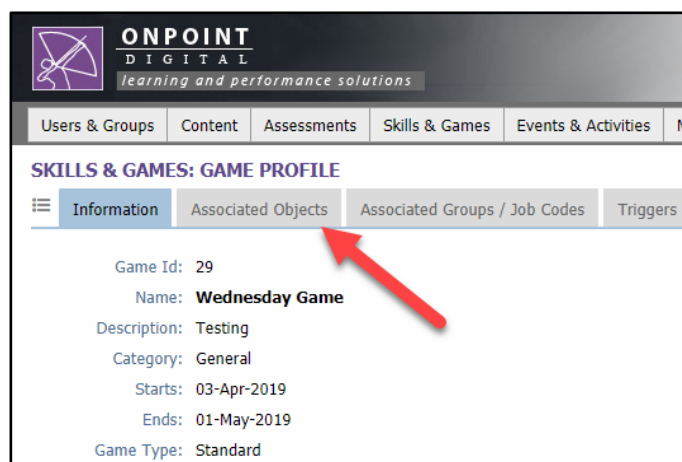 ONPOINT
DIGITAL
learning and performance solutions
Users & Groups Content Assessments Skills & Games Events & Activities
SKILLS & GAMES: GAME PROFILE
Information Associated Objects Associated Groups / Job Codes Triggers
Game Id: 29
Name: Wednesday Game
Description: Testing
Category: General
Starts: 03-Apr-2019
Ends: 01-May-2019
Game Type: Standard